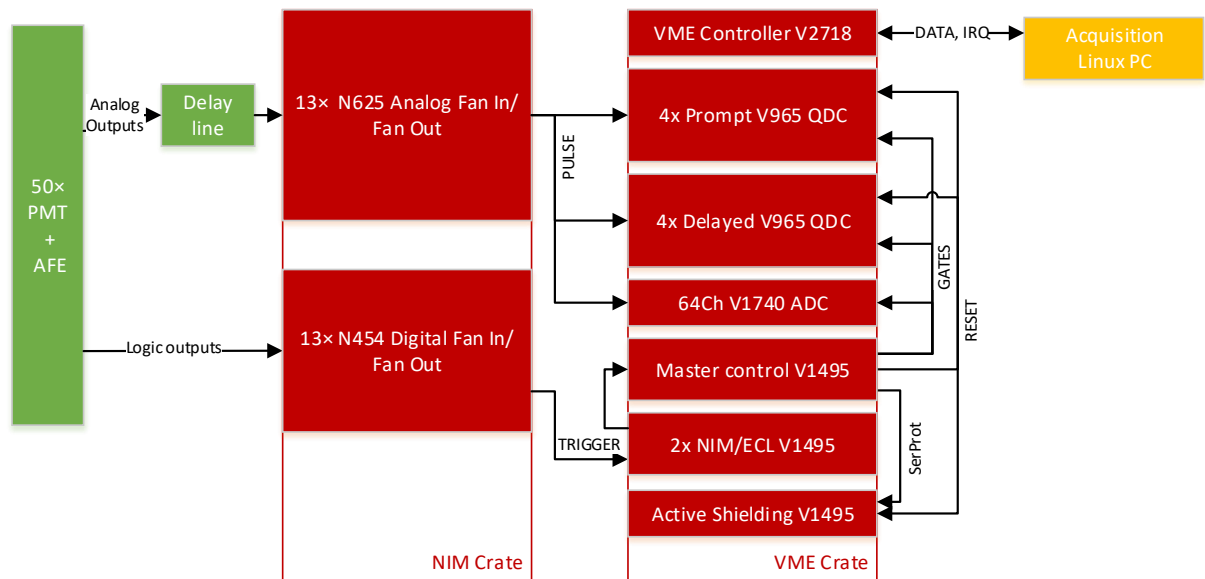 50×
PMT
+
AFE
Analog
Outputs
Delay
line
Logic outputs
13× N625 Analog Fan In/
Fan Out
13× N454 Digital Fan In/
Fan Out
NIM Crate
PULSE
TRIGGER
VME Controller V2718
4x Prompt V965 QDC
4x Delayed V965 QDC
64Ch V1740 ADC
Master control V1495
2x NIM/ECL V1495
Active Shielding V1495
VME Crate
DATA, IRQ
GATES
RESET
SerProt
Acquisition
Linux PC